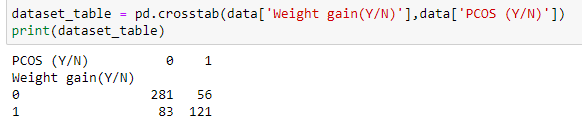 dataset_table = pd.crosstab(data['Weight gain(Y/N)'],data['PCOS (Y/N)'])
print(dataset_table)
PCOS (Y/N) 0 1
Weight gain(Y/N)
0 281 56
1 83 121